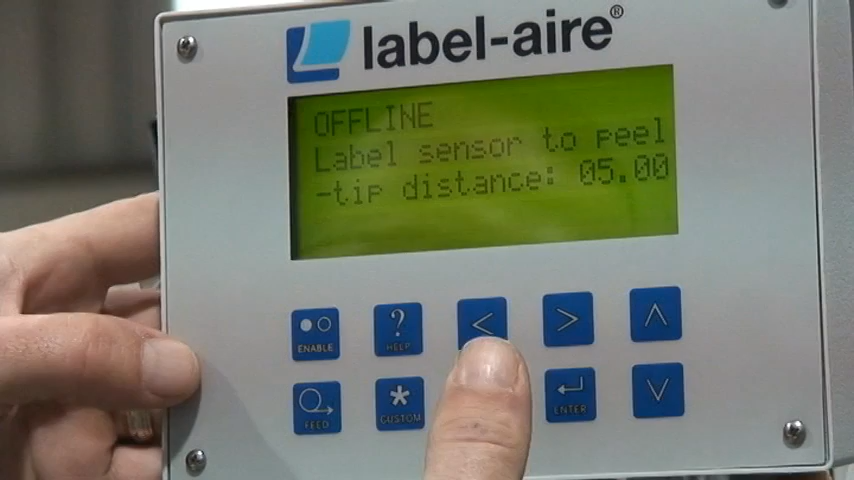 label-aire®
OFFLINE
Label sensor to peel
-tip distance: 05.00
ENABLE
? HELP
<
>
FEED
* CUSTOM
ENTER